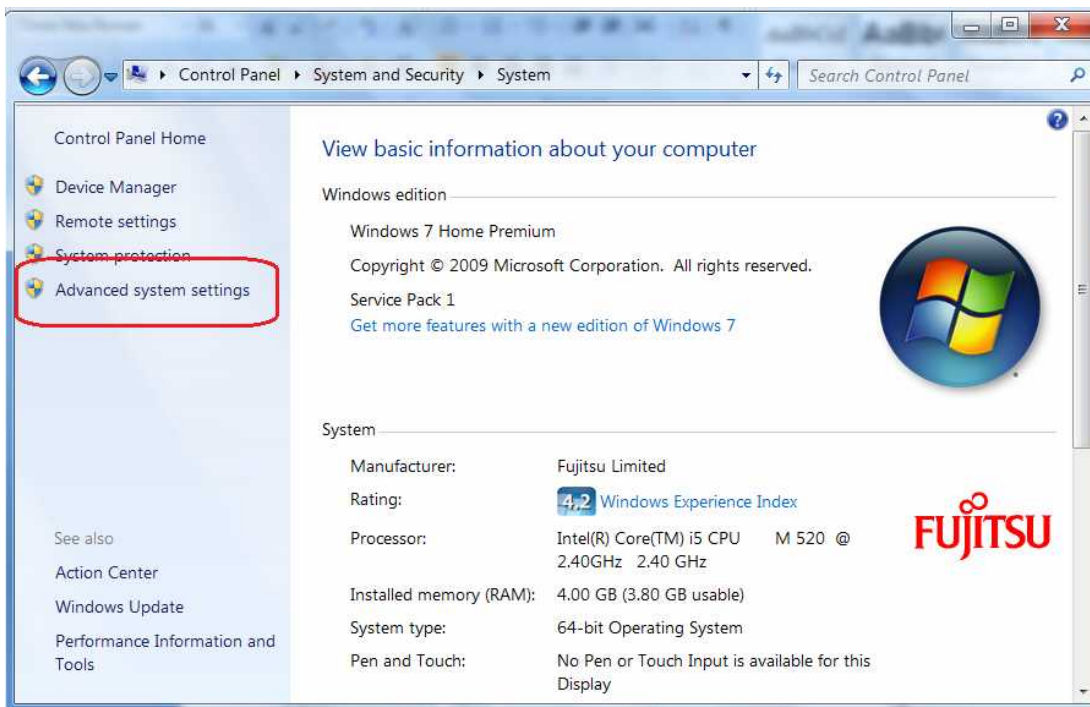 Control Panel ▸ System and Security ▸ System
Search Control Panel
Control Panel Home
Device Manager
Remote settings
System protection
Advanced system settings
See also
Action Center
Windows Update
Performance Information and
Tools
View basic information about your computer
Windows edition
Windows 7 Home Premium
Copyright © 2009 Microsoft Corporation.  All rights reserved.
Service Pack 1
Get more features with a new edition of Windows 7
System
Manufacturer: Fujitsu Limited
Rating: 4,2 Windows Experience Index
Processor: Intel(R) Core(TM) i5 CPU M 520 @
2.40GHz 2.40 GHz
Installed memory (RAM): 4.00 GB (3.80 GB usable)
System type: 64-bit Operating System
Pen and Touch: No Pen or Touch Input is available for this
Display
FUJITSU